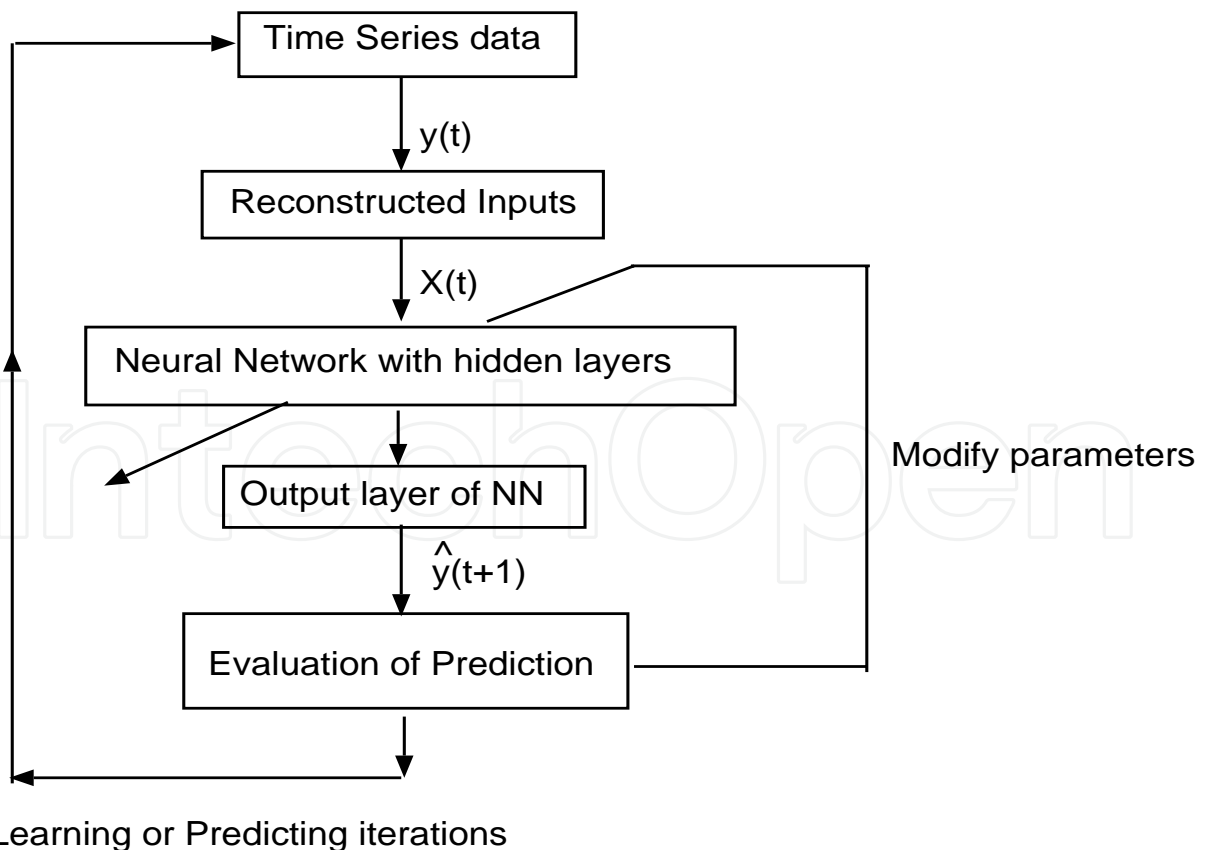 Time Series data
y(t)
Reconstructed Inputs
X(t)
Neural Network with hidden layers
IntechOpen
Modify parameters
Output layer of NN
ŷ(t+1)
Evaluation of Prediction
Learning or Predicting iterations